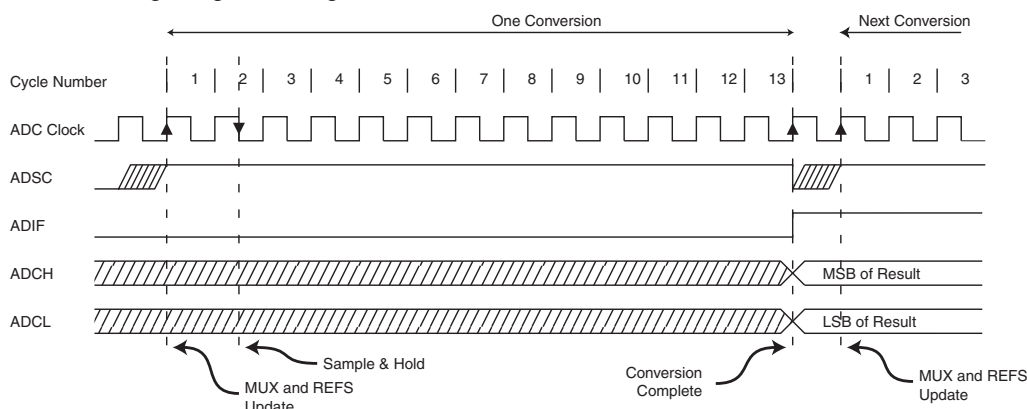 One Conversion Next Conversion
Cycle Number 1 2 3 4 5 6 7 8 9 10 11 12 13 1 2 3
ADC Clock
ADSC
ADIF
ADCH MSB of Result
ADCL LSB of Result
Sample & Hold
MUX and REFS
Update
Conversion
Complete
MUX and REFS
Update